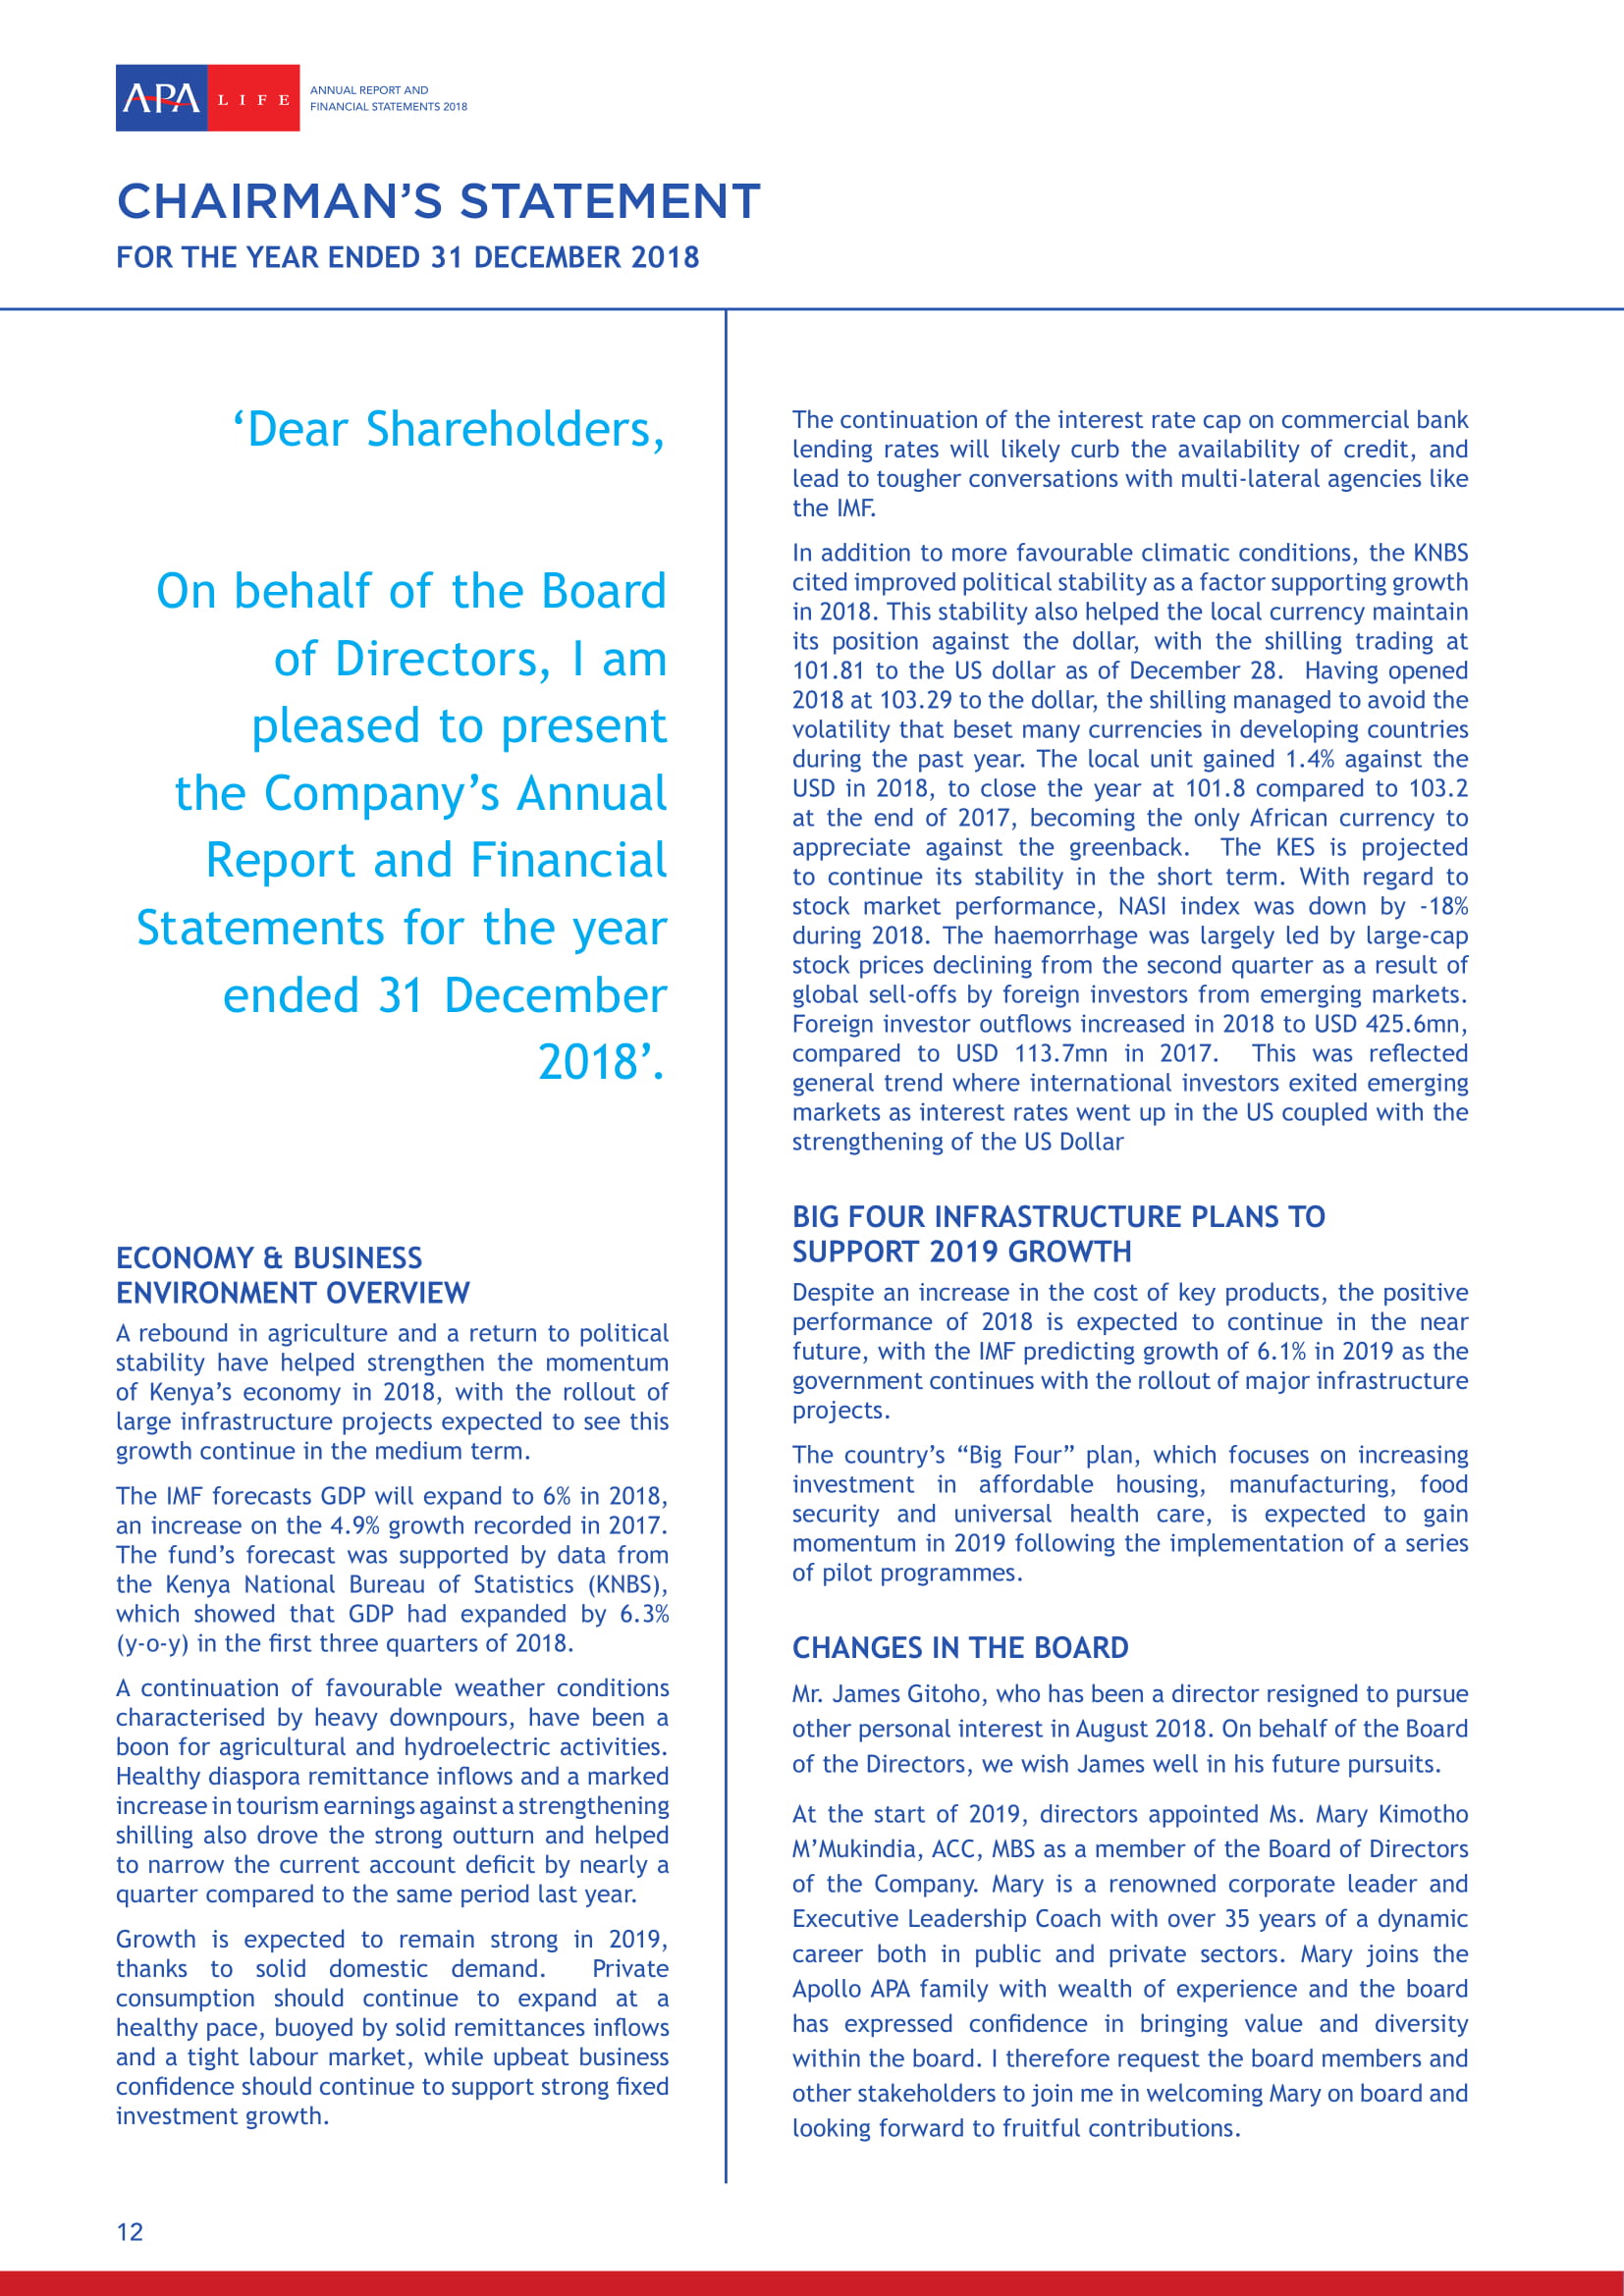 APA LIFE
ANNUAL REPORT AND
FINANCIAL STATEMENTS 2018
CHAIRMAN’S STATEMENT
FOR THE YEAR ENDED 31 DECEMBER 2018
‘Dear Shareholders,
On behalf of the Board
of Directors, I am
pleased to present
the Company’s Annual
Report and Financial
Statements for the year
ended 31 December
2018’.
ECONOMY & BUSINESS
ENVIRONMENT OVERVIEW
A rebound in agriculture and a return to political
stability have helped strengthen the momentum
of Kenya’s economy in 2018, with the rollout of
large infrastructure projects expected to see this
growth continue in the medium term.
The IMF forecasts GDP will expand to 6% in 2018,
an increase on the 4.9% growth recorded in 2017.
The fund’s forecast was supported by data from
the Kenya National Bureau of Statistics (KNBS),
which showed that GDP had expanded by 6.3%
(y-o-y) in the first three quarters of 2018.
A continuation of favourable weather conditions
characterised by heavy downpours, have been a
boon for agricultural and hydroelectric activities.
Healthy diaspora remittance inflows and a marked
increase in tourism earnings against a strengthening
shilling also drove the strong outturn and helped
to narrow the current account deficit by nearly a
quarter compared to the same period last year.
Growth is expected to remain strong in 2019,
thanks to solid domestic demand. Private
consumption should continue to expand at a
healthy pace, buoyed by solid remittances inflows
and a tight labour market, while upbeat business
confidence should continue to support strong fixed
investment growth.
The continuation of the interest rate cap on commercial bank
lending rates will likely curb the availability of credit, and
lead to tougher conversations with multi-lateral agencies like
the IMF.
In addition to more favourable climatic conditions, the KNBS
cited improved political stability as a factor supporting growth
in 2018. This stability also helped the local currency maintain
its position against the dollar, with the shilling trading at
101.81 to the US dollar as of December 28. Having opened
2018 at 103.29 to the dollar, the shilling managed to avoid the
volatility that beset many currencies in developing countries
during the past year. The local unit gained 1.4% against the
USD in 2018, to close the year at 101.8 compared to 103.2
at the end of 2017, becoming the only African currency to
appreciate against the greenback. The KES is projected
to continue its stability in the short term. With regard to
stock market performance, NASI index was down by -18%
during 2018. The haemorrhage was largely led by large-cap
stock prices declining from the second quarter as a result of
global sell-offs by foreign investors from emerging markets.
Foreign investor outflows increased in 2018 to USD 425.6mn,
compared to USD 113.7mn in 2017. This was reflected
general trend where international investors exited emerging
markets as interest rates went up in the US coupled with the
strengthening of the US Dollar
BIG FOUR INFRASTRUCTURE PLANS TO
SUPPORT 2019 GROWTH
Despite an increase in the cost of key products, the positive
performance of 2018 is expected to continue in the near
future, with the IMF predicting growth of 6.1% in 2019 as the
government continues with the rollout of major infrastructure
projects.
The country’s “Big Four” plan, which focuses on increasing
investment in affordable housing, manufacturing, food
security and universal health care, is expected to gain
momentum in 2019 following the implementation of a series
of pilot programmes.
CHANGES IN THE BOARD
Mr. James Gitoho, who has been a director resigned to pursue
other personal interest in August 2018. On behalf of the Board
of the Directors, we wish James well in his future pursuits.
At the start of 2019, directors appointed Ms. Mary Kimotho
M’Mukindia, ACC, MBS as a member of the Board of Directors
of the Company. Mary is a renowned corporate leader and
Executive Leadership Coach with over 35 years of a dynamic
career both in public and private sectors. Mary joins the
Apollo APA family with wealth of experience and the board
has expressed confidence in bringing value and diversity
within the board. I therefore request the board members and
other stakeholders to join me in welcoming Mary on board and
looking forward to fruitful contributions.
12